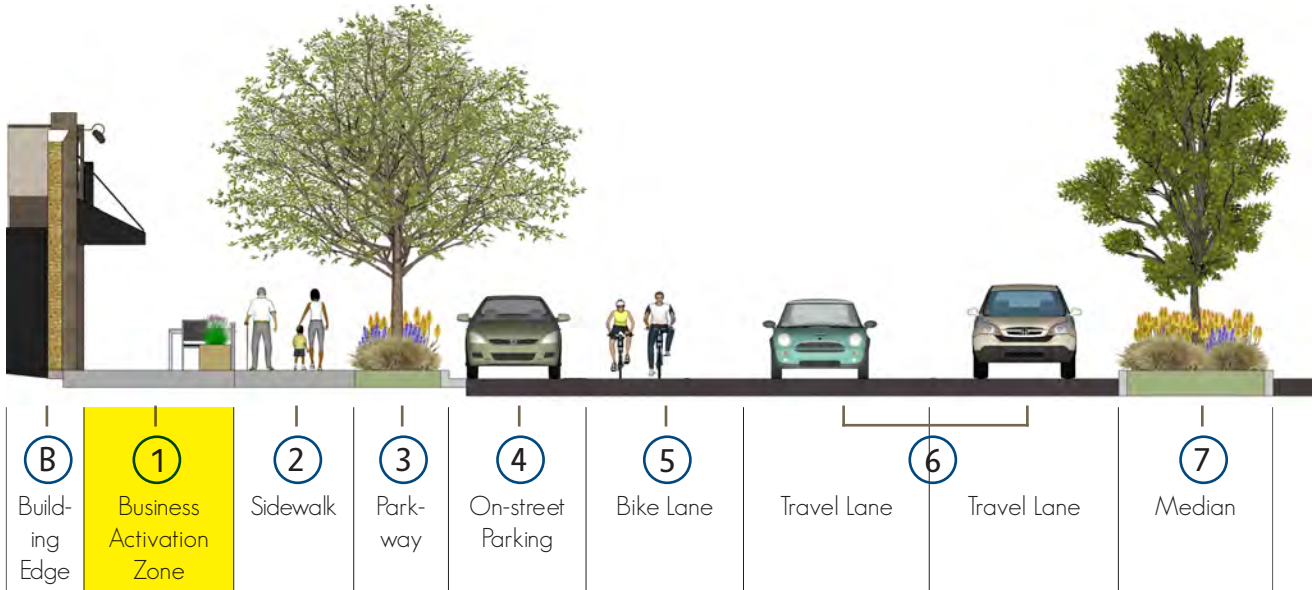 B
Build-
ing
Edge
1
Business
Activation
Zone
2
Sidewalk
3
Park-
way
4
On-street
Parking
5
Bike Lane
6
Travel Lane
Travel Lane
7
Median